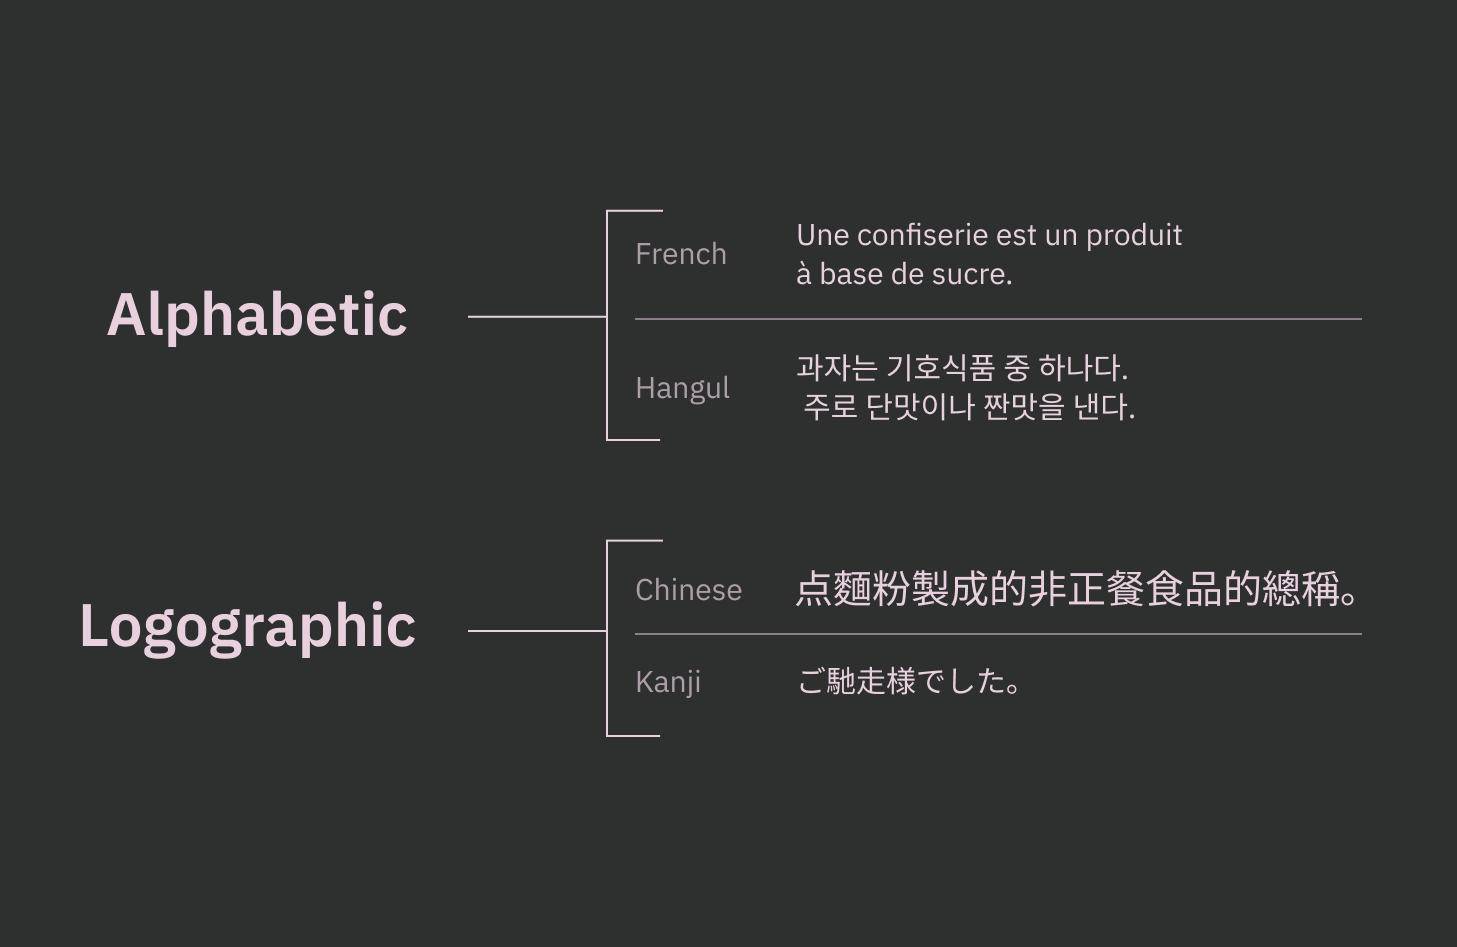 Alphabetic
French
Une confiserie est un produit
à base de sucre.
Hangul
과자는 기호식품 중 하나다.
주로 단맛이나 짠맛을 낸다.
Logographic
Chinese
点麵粉製成的非正餐食品的總稱。
Kanji
ご馳走様でした。